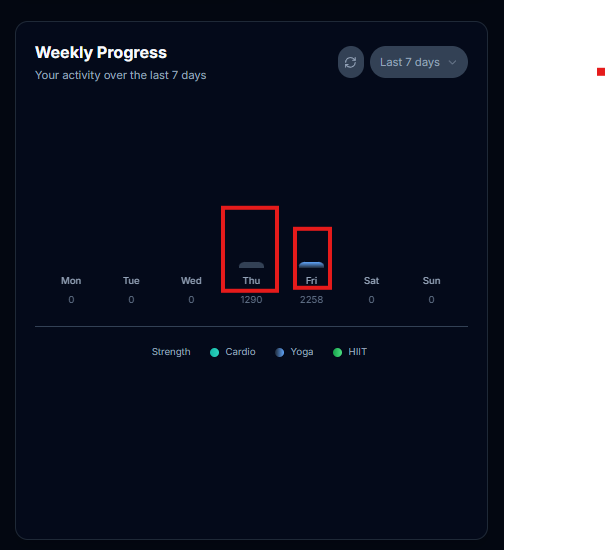 Weekly Progress
Your activity over the last 7 days
Last 7 days
Mon Tue Wed Thu Fri Sat Sun
0 0 0 1290 2258 0 0
Strength Cardio Yoga HIIT